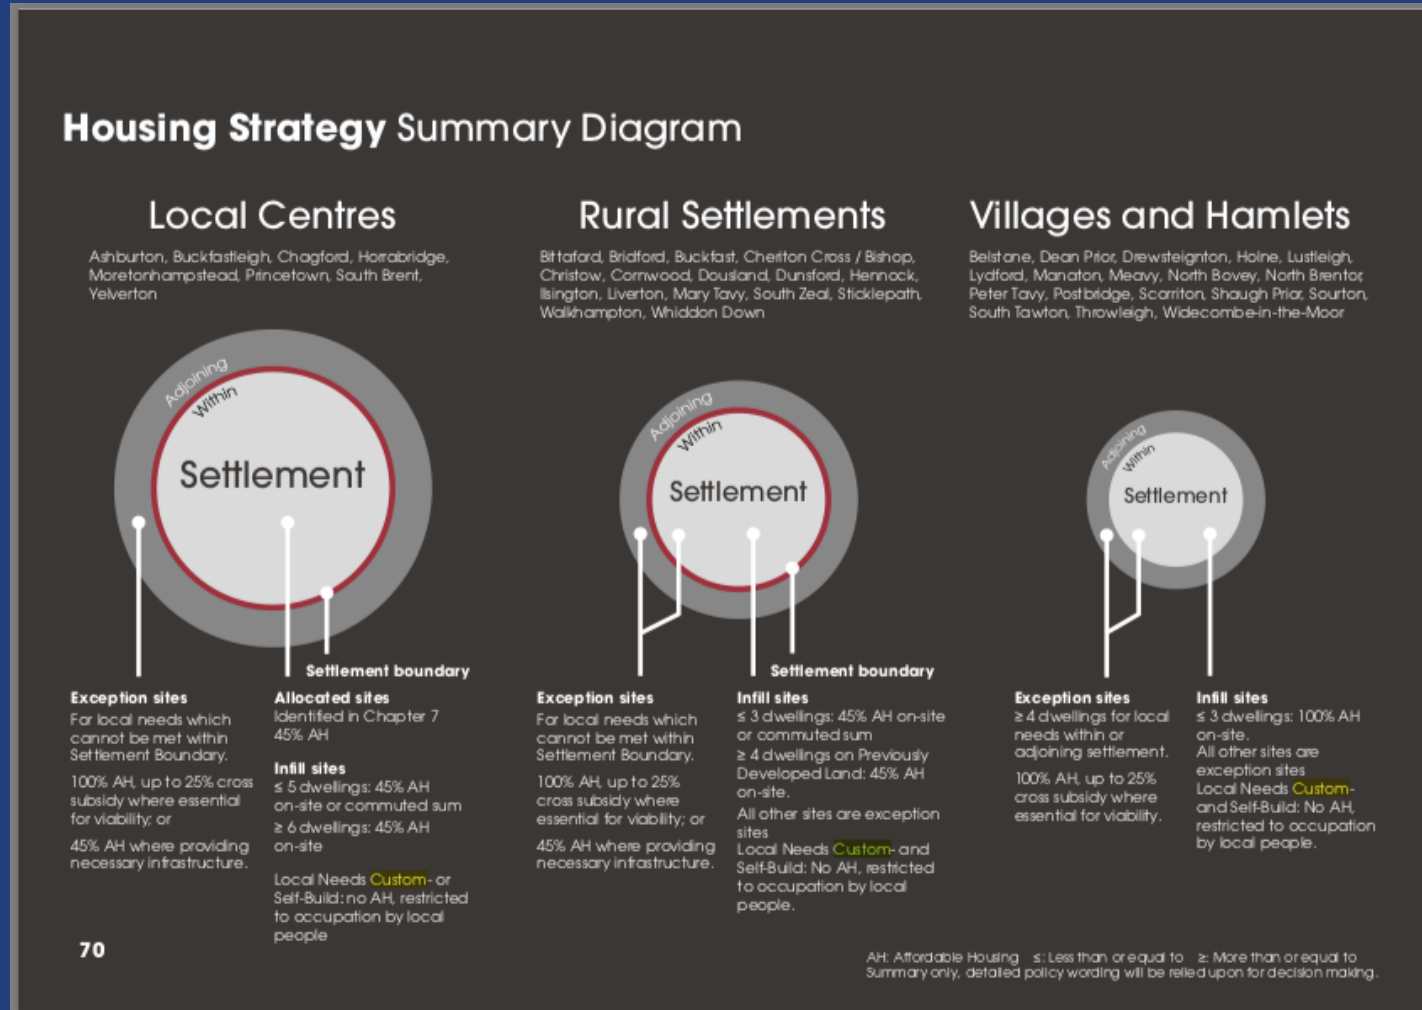 Housing Strategy Summary Diagram
Local Centres
Ashburton, Buckfastleigh, Chagford, Horrabridge,
Moretonhampstead, Princetown, South Brent,
Yelverton
Adjoining
Within
Settlement
Settlement boundary
Exception sites
For local needs which
cannot be met within
Settlement Boundary.
100% AH, up to 25% cross
subsidy where essential
for viability; or
45% AH where providing
necessary infrastructure.
Allocated sites
Identified in Chapter 7
45% AH
Infill sites
≤ 5 dwellings: 45% AH
on-site or commuted sum
≥ 6 dwellings: 45% AH
on-site
Local Needs Custom- or
Self-Build: no AH, restricted
to occupation by local
people
Rural Settlements
Bittaford, Bridford, Buckfast, Cheriton Cross / Bishop,
Christow, Cornwood, Dousland, Dunsford, Hennock,
Ilsington, Liverton, Mary Tavy, South Zeal, Sticklepath,
Walkhampton, Whiddon Down
Adjoining
Within
Settlement
Settlement boundary
Exception sites
For local needs which
cannot be met within
Settlement Boundary.
100% AH, up to 25%
cross subsidy where
essential for viability; or
45% AH where providing
necessary infrastructure.
Infill sites
≤ 3 dwellings: 45% AH on-site
or commuted sum
≥ 4 dwellings on Previously
Developed Land: 45% AH
on-site.
All other sites are exception
sites
Local Needs Custom- and
Self-Build: No AH, restricted
to occupation by local
people.
Villages and Hamlets
Belstone, Dean Prior, Drewsteignton, Holne, Lustleigh,
Lydford, Manaton, Meavy, North Bovey, North Brentor,
Peter Tavy, Postbridge, Scorriton, Shaugh Prior, Sourton,
South Tawton, Throwleigh, Widecombe-in-the-Moor
Adjoining
Within
Settlement
Exception sites
≥ 4 dwellings for local
needs within or
adjoining settlement.
100% AH, up to 25%
cross subsidy where
essential for viability.
Infill sites
≤ 3 dwellings: 100% AH
on-site.
All other sites are
exception sites
Local Needs Custom-
and Self-Build: No AH,
restricted to occupation
by local people.
70
AH: Affordable Housing ≤: Less than or equal to ≥: More than or equal to
Summary only, detailed policy wording will be relied upon for decision making.